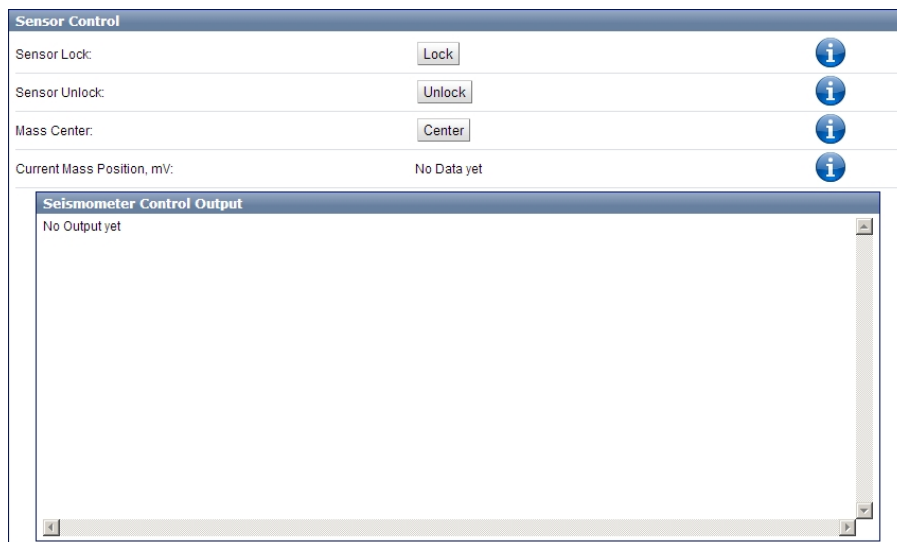 Sensor Control
Sensor Lock: Lock i
Sensor Unlock: Unlock i
Mass Center: Center i
Current Mass Position, mV: No Data yet i
Seismometer Control Output
No Output yet